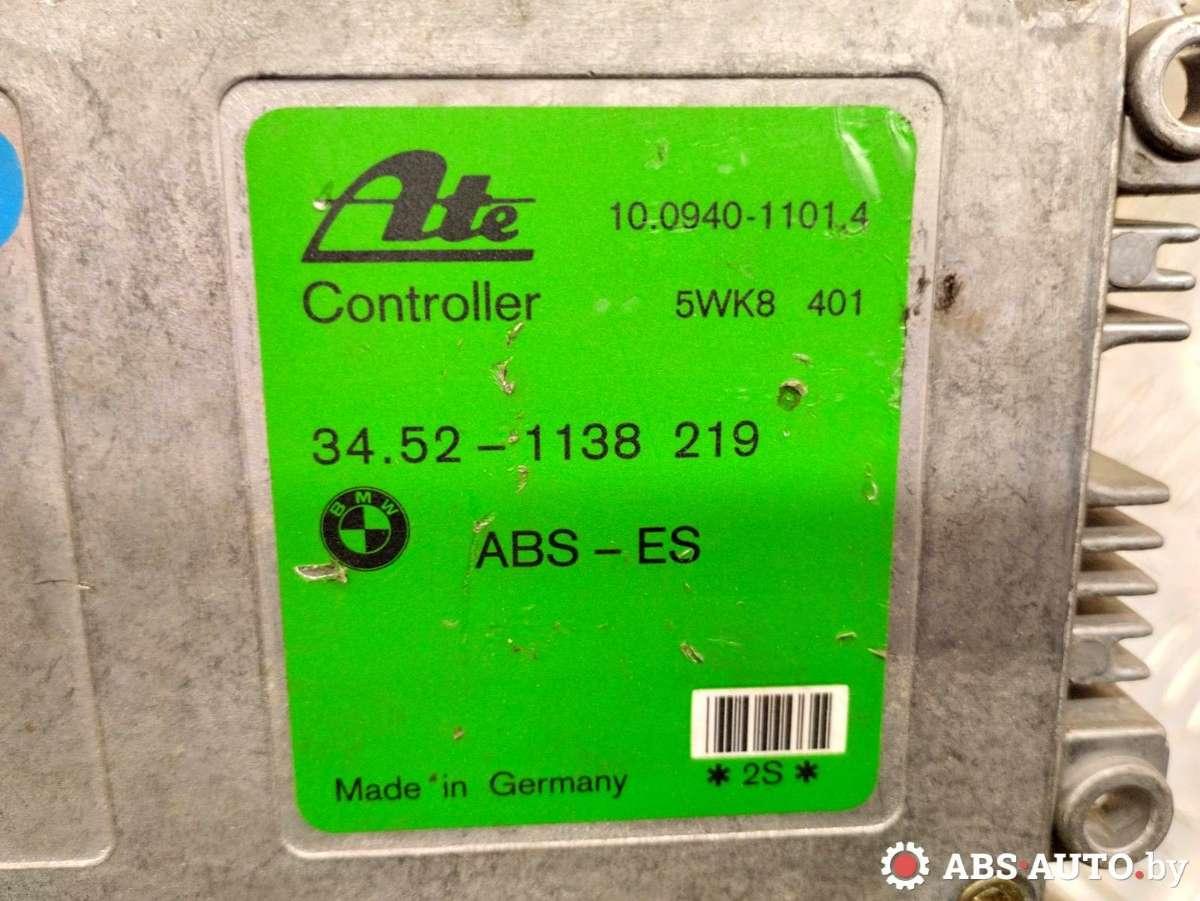 Ate
10.0940-1101.4
Controller
5WK8 401
34.52-1138 219
BMW
ABS-ES
*2S*
Made in Germany
ABS-AUTO.by